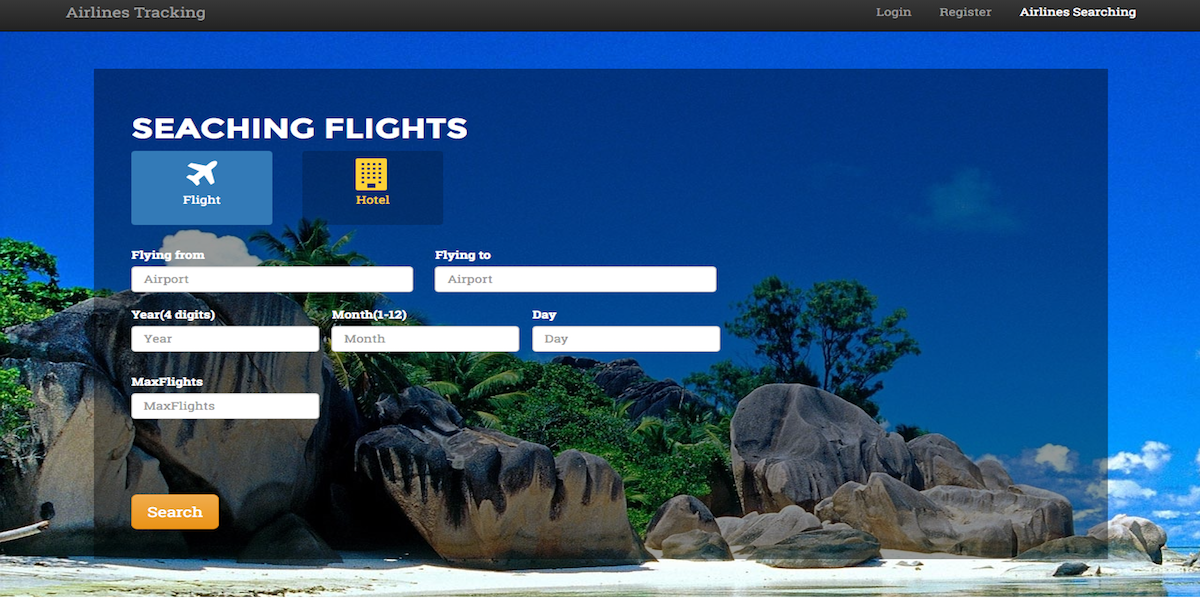 Airlines Tracking Login Register Airlines Searching
SEACHING FLIGHTS
Flight Hotel
Flying from Flying to
Airport Airport
Year(4 digits) Month(1-12) Day
Year Month Day
MaxFlights
MaxFlights
Search